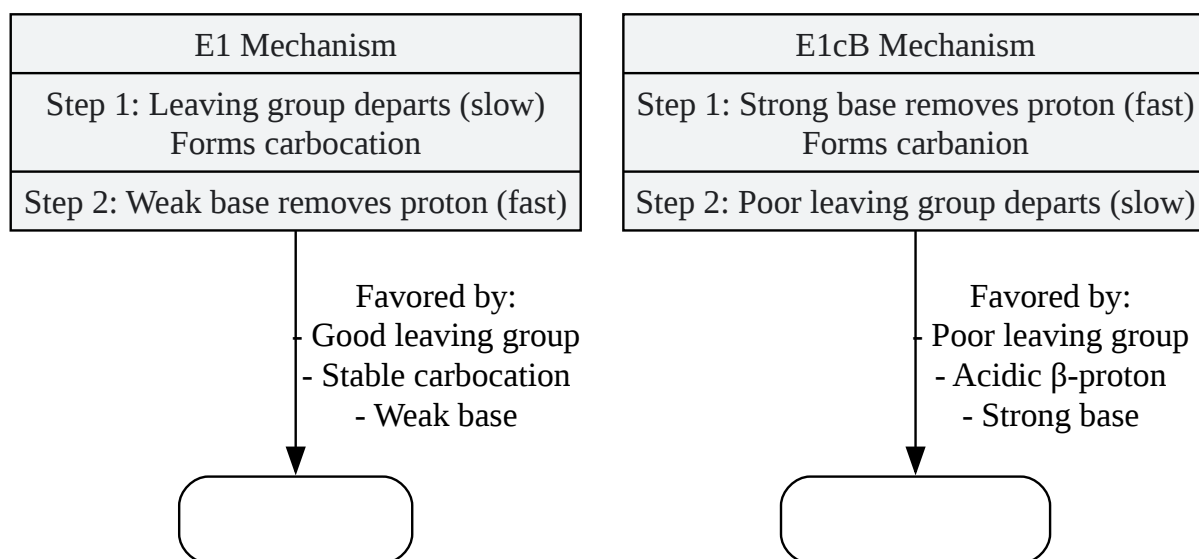 E1 Mechanism
Step 1: Leaving group departs (slow)
Forms carbocation
Step 2: Weak base removes proton (fast)
Favored by:
- Good leaving group
- Stable carbocation
- Weak base
E1cB Mechanism
Step 1: Strong base removes proton (fast)
Forms carbanion
Step 2: Poor leaving group departs (slow)
Favored by:
- Poor leaving group
- Acidic β-proton
- Strong base